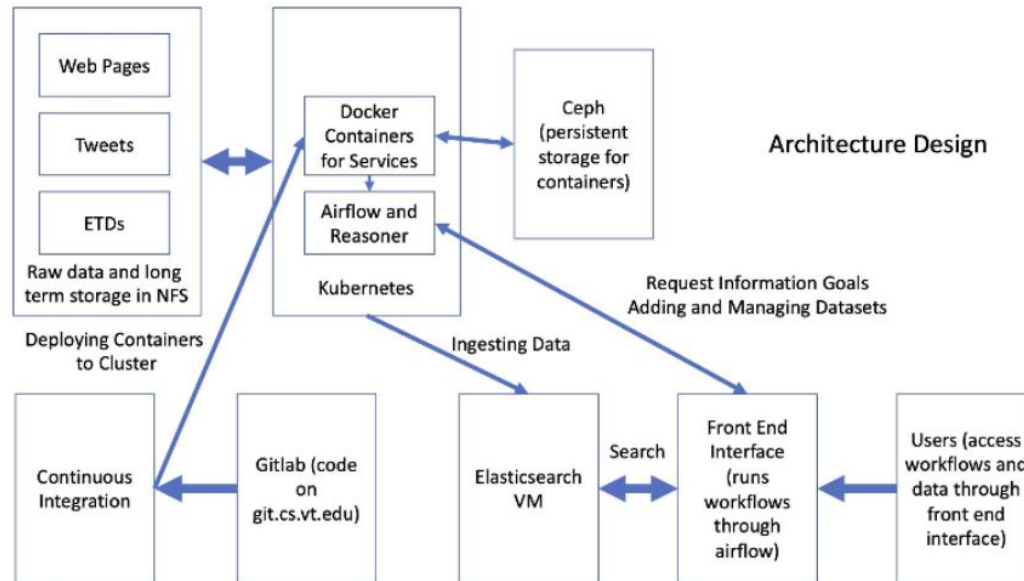 Web Pages
Tweets
ETDs
Raw data and long
term storage in NFS
Docker
Containers
for Services
Airflow and
Reasoner
Kubernetes
Ceph
(persistent
storage for
containers)
Architecture Design
Request Information Goals
Adding and Managing Datasets
Deploying Containers
to Cluster
Ingesting Data
Continuous
Integration
Gitlab (code
on
git.cs.vt.edu)
Elasticsearch
VM
Search
Front End
Interface
(runs
workflows
through
airflow)
Users (access
workflows and
data through
front end
interface)